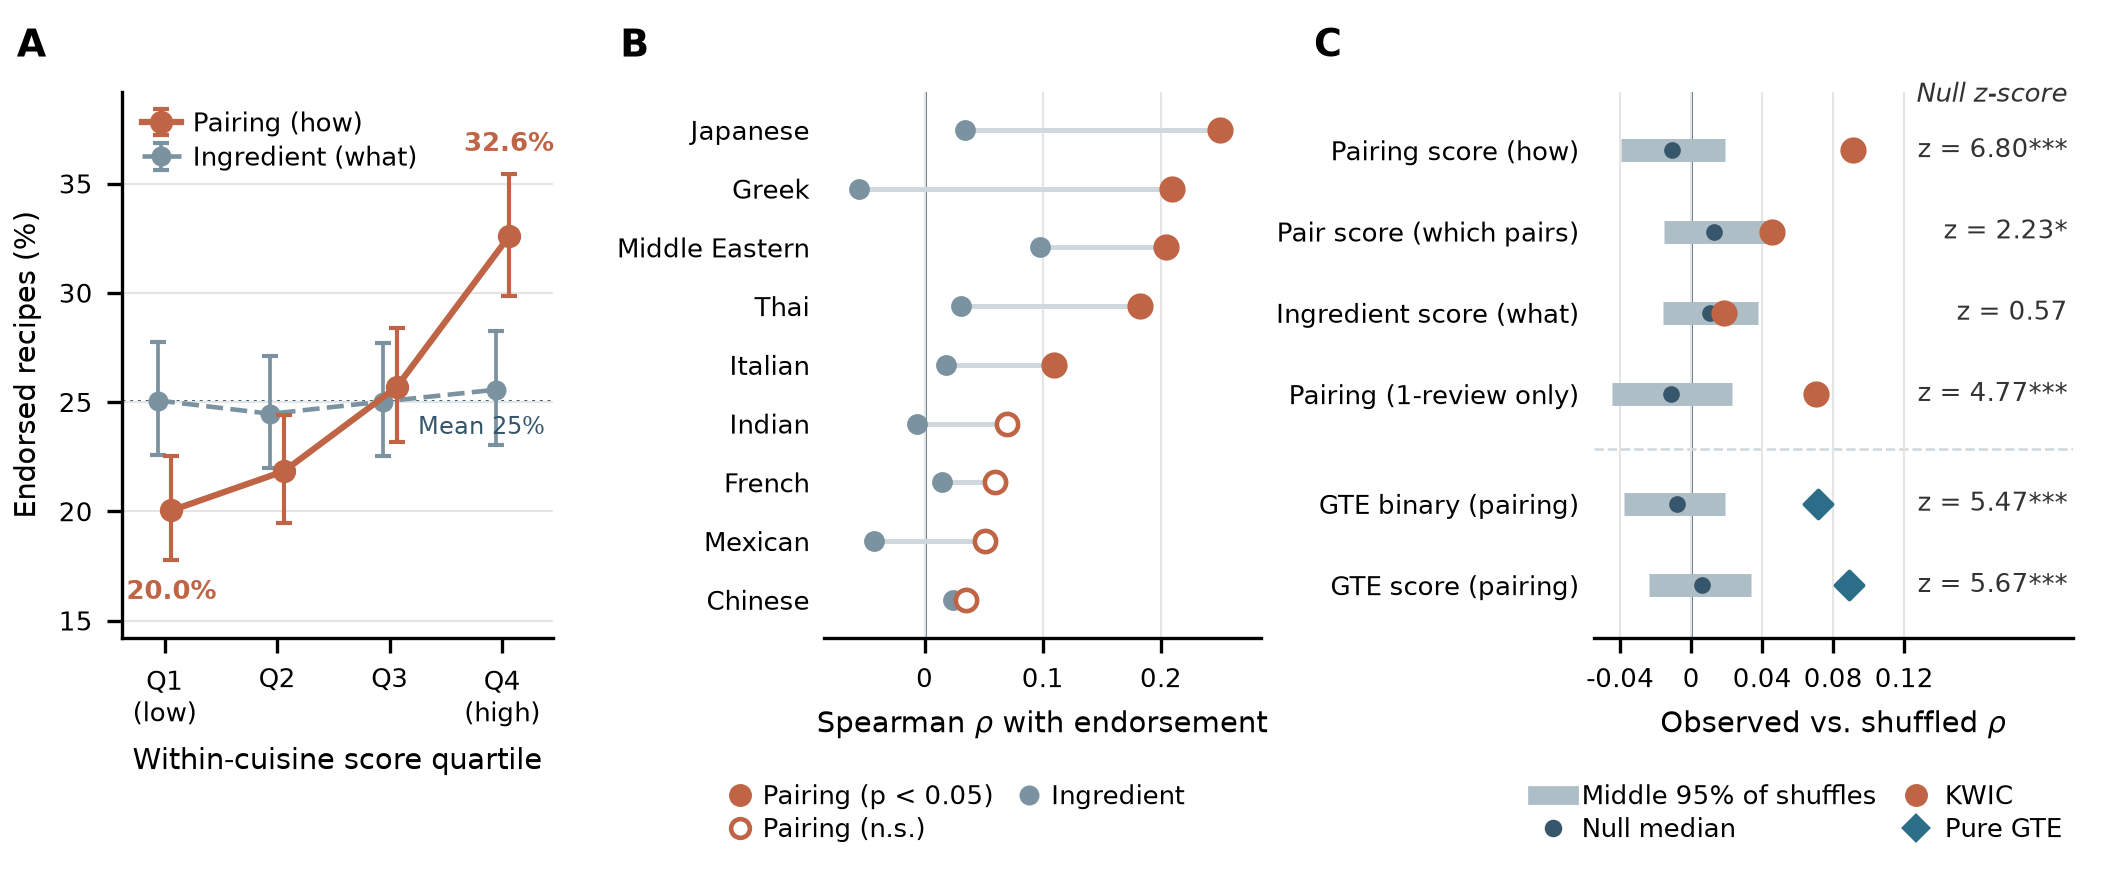 A
Pairing (how)
Ingredient (what)
32.6%
20.0%
Mean 25%
35
30
25
20
15
Endorsed recipes (%)
Q1
(low)
Q2
Q3
Q4
(high)
Within-cuisine score quartile
B
Japanese
Greek
Middle Eastern
Thai
Italian
Indian
French
Mexican
Chinese
0
0.1
0.2
Spearman ρ with endorsement
Pairing (p < 0.05)
Pairing (n.s.)
Ingredient
C
Null z-score
Pairing score (how)
z = 6.80***
Pair score (which pairs)
z = 2.23*
Ingredient score (what)
z = 0.57
Pairing (1-review only)
z = 4.77***
GTE binary (pairing)
z = 5.47***
GTE score (pairing)
z = 5.67***
-0.04
0
0.04
0.08
0.12
Observed vs. shuffled ρ
Middle 95% of shuffles
Null median
KWIC
Pure GTE